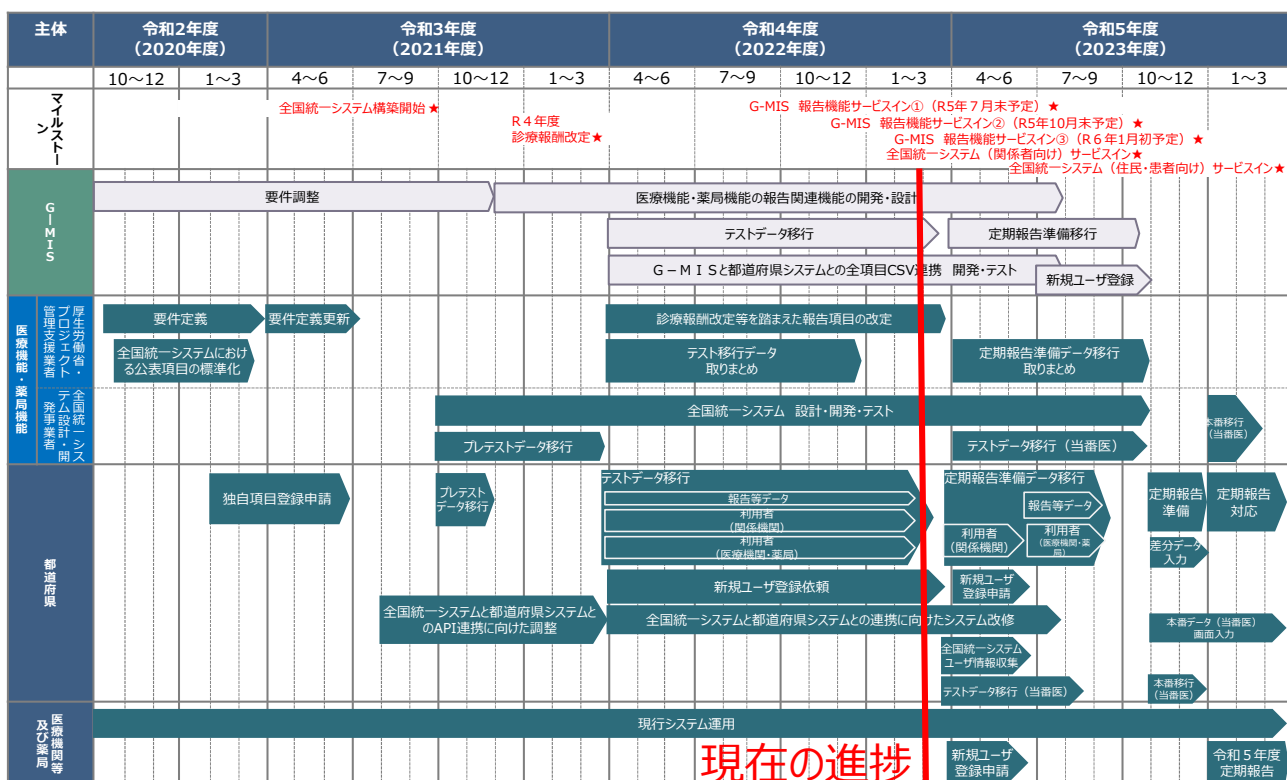 主体
令和2年度
（2020年度）
令和3年度
（2021年度）
令和4年度
（2022年度）
令和5年度
（2023年度）
10～12
1～3
4～6
7～9
10～12
1～3
4～6
7～9
10～12
1～3
4～6
7～9
10～12
1～3
マイルストーン
全国統一システム構築開始★
R４年度
診療報酬改定★
G-MIS 報告機能サービスイン①（R5年７月末予定）★
G-MIS 報告機能サービスイン②（R5年10月末予定）★
G-MIS 報告機能サービスイン③（R６年1月初予定）★
全国統一システム（関係者向け）サービスイン★
全国統一システム（住民・患者向け）サービスイン★
G－MIS
要件調整
医療機能・薬局機能の報告関連機能の開発・設計
テストデータ移行
定期報告準備移行
Ｇ－ＭＩＳと都道府県システムとの全項目CSV連携 開発・テスト
新規ユーザ登録
医療機能・薬局機能
厚生労働省・
プロジェクト
管理支援業者
要件定義
要件定義更新
診療報酬改定等を踏まえた報告項目の改定
全国統一システムにおけ
る公表項目の標準化
テスト移行データ
取りまとめ
定期報告準備データ移行
取りまとめ
全国統一シス
テム設計・開
発事業者
全国統一システム 設計・開発・テスト
本番移行
（当番医）
プレテストデータ移行
テストデータ移行（当番医）
都道府県
独自項目登録申請
プレテスト
データ移行
テストデータ移行
報告等データ
利用者
（関係機関）
利用者
（医療機関・薬局）
定期報告準備データ移行
報告等データ
利用者
（関係機関）
利用者
（医療機関・薬局）
定期報告
準備
定期報告
対応
差分データ
入力
新規ユーザ登録依頼
新規ユーザ
登録申請
全国統一システムと都道府県システムと
のAPI連携に向けた調整
全国統一システムと都道府県システムとの連携に向けたシステム改修
本番データ（当番医）
画面入力
全国統一システム
ユーザ情報収集
テストデータ移行（当番医）
本番移行
（当番医）
医療機関等
及び薬局
現行システム運用
現在の進捗
新規ユーザ
登録申請
令和５年度
定期報告